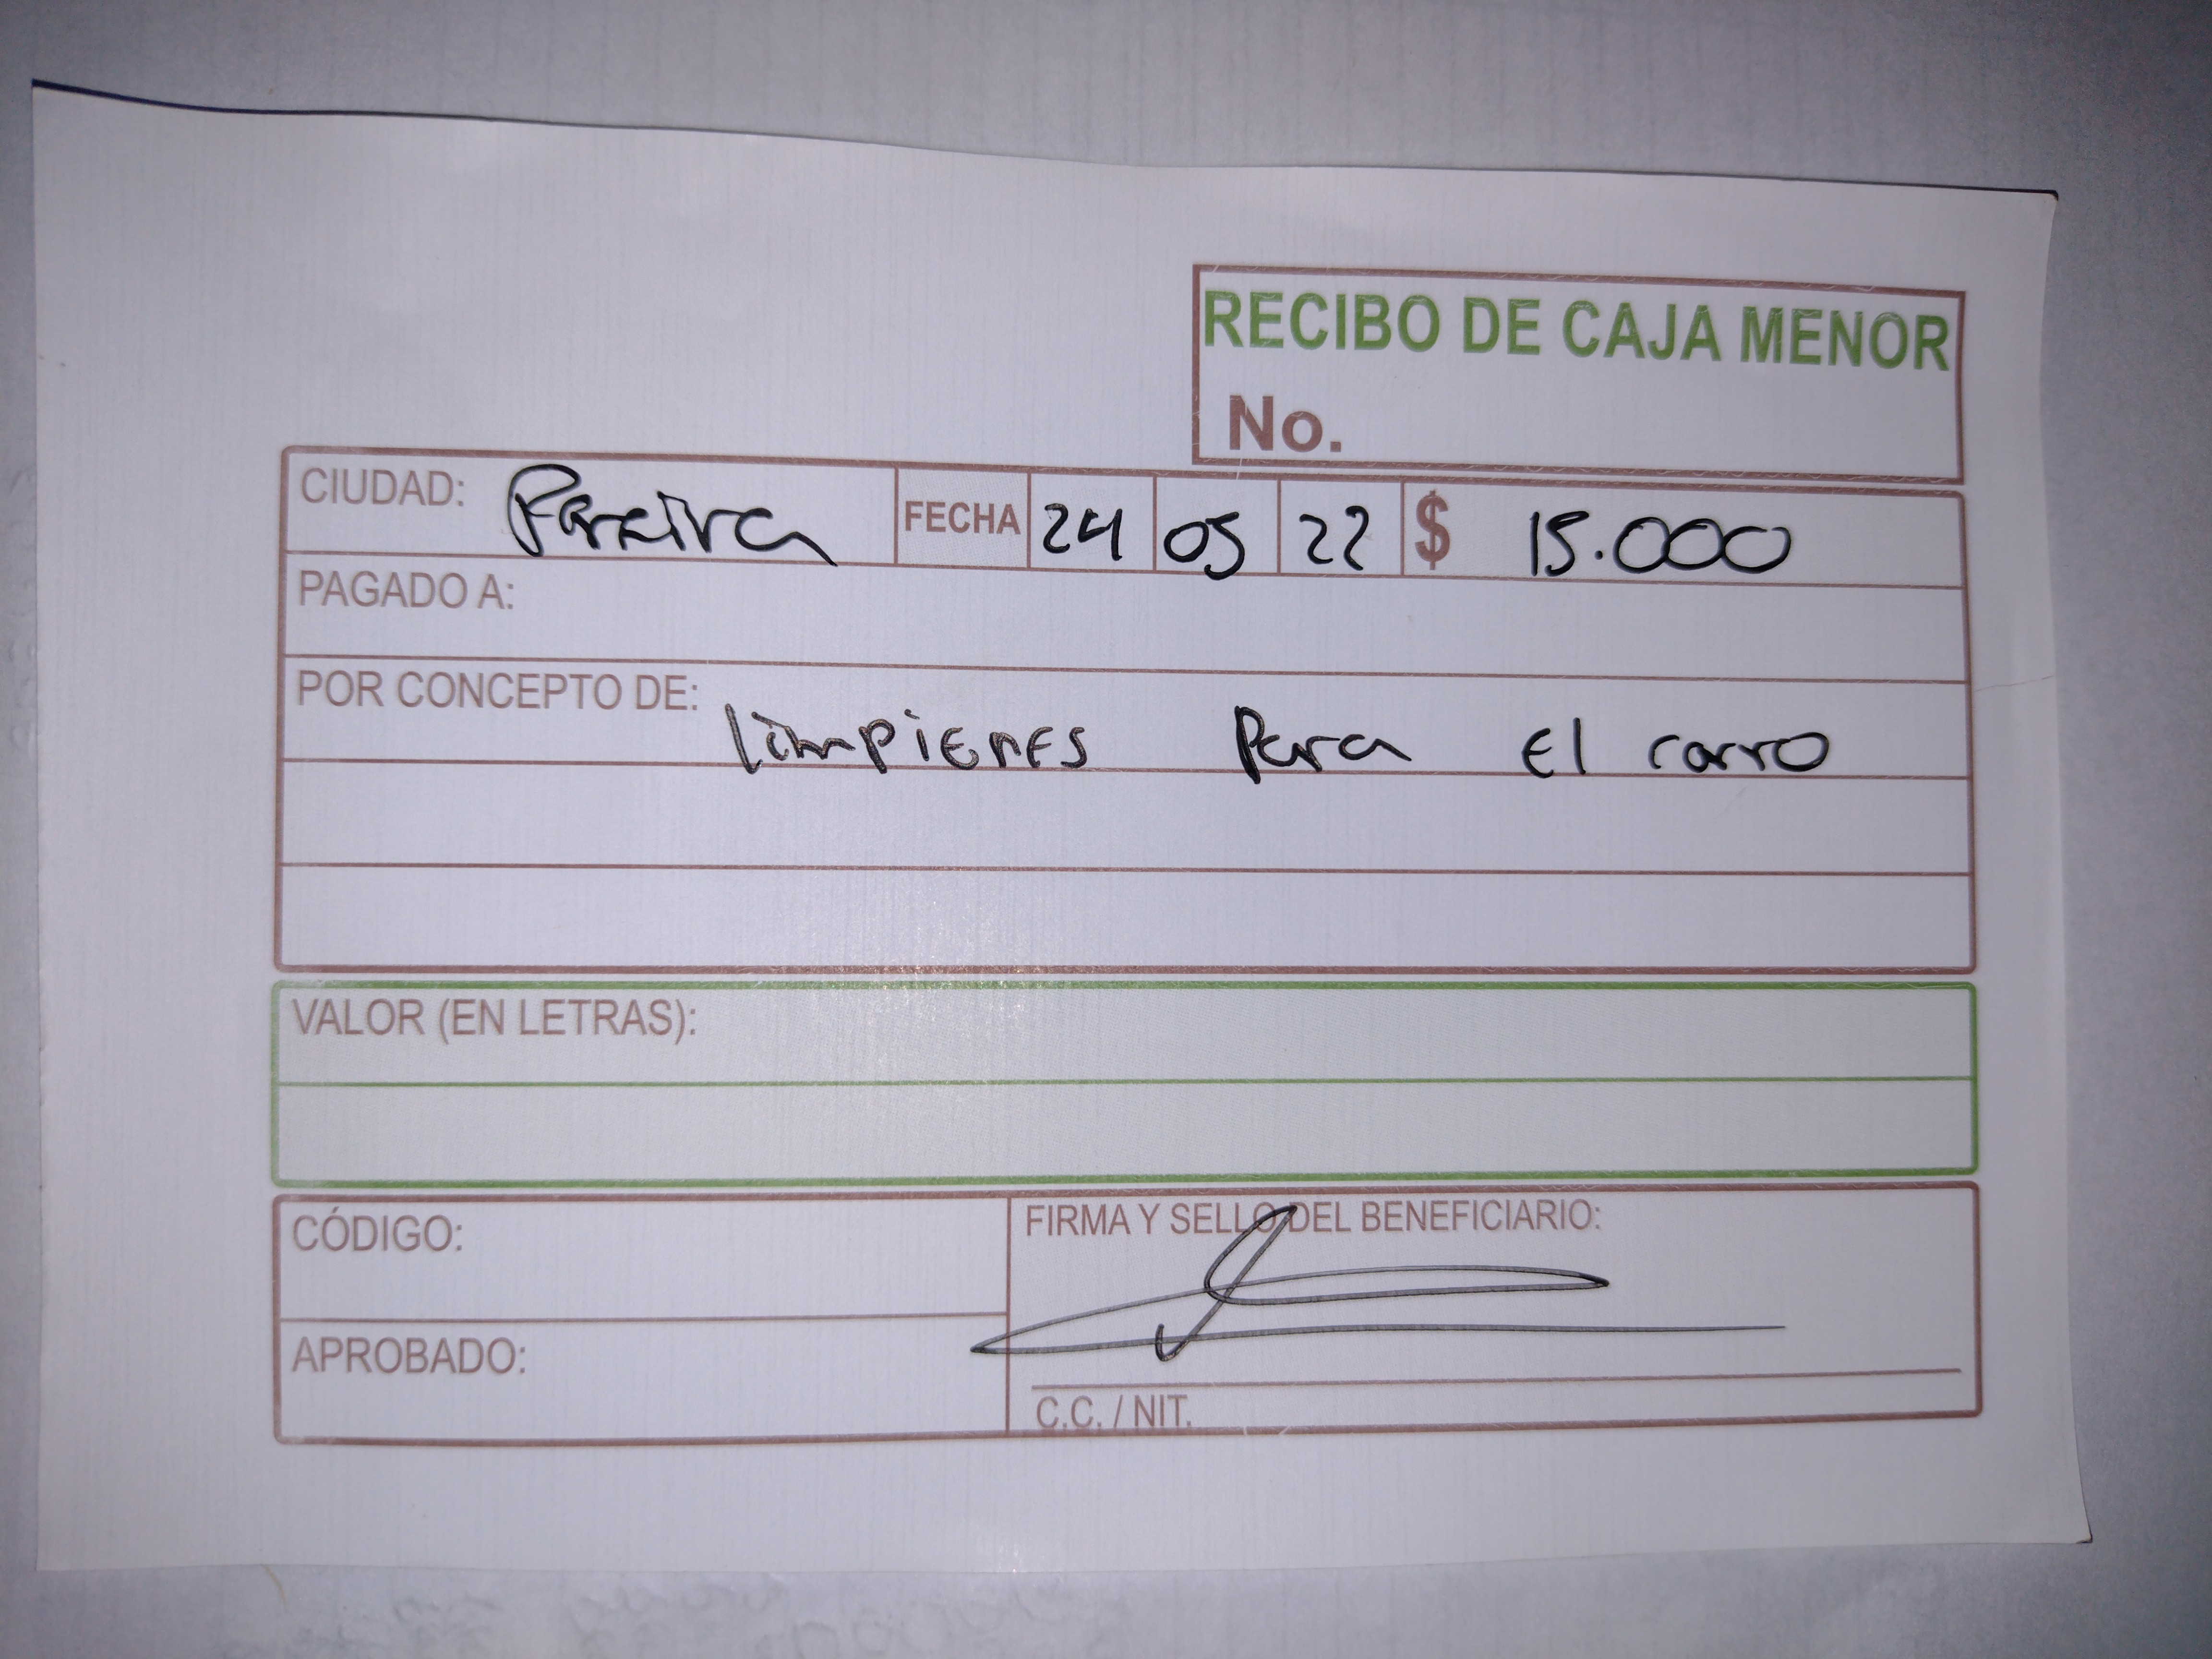 RECIBO DE CAJA MENOR
No.
CIUDAD: Pereira FECHA 24 05 22 $ 15.000
PAGADO A:
POR CONCEPTO DE: limpiones para el carro
VALOR (EN LETRAS):
CÓDIGO:
FIRMA Y SELLO DEL BENEFICIARIO:
APROBADO:
C.C. / NIT.